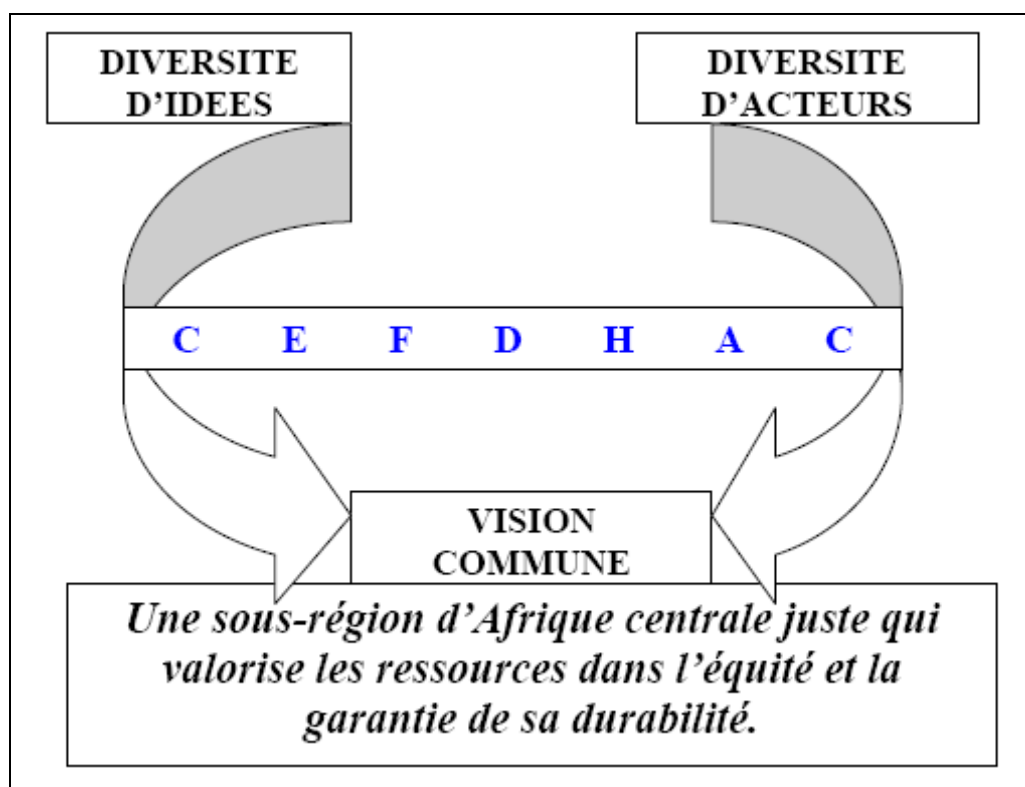 DIVERSITE
D'IDEES
DIVERSITE
D'ACTEURS
C E F D H A C
VISION
COMMUNE
Une sous-région d'Afrique centrale juste qui
valorise les ressources dans l'équité et la
garantie de sa durabilité.